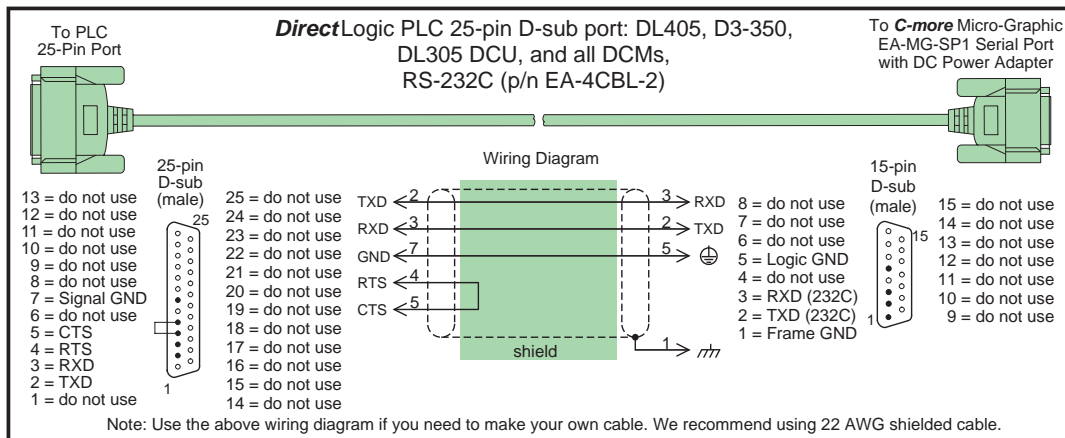 To PLC
25-Pin Port
DirectLogic PLC 25-pin D-sub port: DL405, D3-350,
DL305 DCU, and all DCMs,
RS-232C (p/n EA-4CBL-2)
To C-more Micro-Graphic
EA-MG-SP1 Serial Port
with DC Power Adapter
13 = do not use
12 = do not use
11 = do not use
10 = do not use
9 = do not use
8 = do not use
7 = Signal GND
6 = do not use
5 = CTS
4 = RTS
3 = RXD
2 = TXD
1 = do not use
25-pin
D-sub
(male)
25
1
25 = do not use
24 = do not use
23 = do not use
22 = do not use
21 = do not use
20 = do not use
19 = do not use
18 = do not use
17 = do not use
16 = do not use
15 = do not use
14 = do not use
Wiring Diagram
TXD 2 3 RXD
RXD 3 2 TXD
GND 7 5
RTS 4
CTS 5
shield
1
8 = do not use
7 = do not use
6 = do not use
5 = Logic GND
4 = do not use
3 = RXD (232C)
2 = TXD (232C)
1 = Frame GND
15-pin
D-sub
(male)
15
1
15 = do not use
14 = do not use
13 = do not use
12 = do not use
11 = do not use
10 = do not use
9 = do not use
Note: Use the above wiring diagram if you need to make your own cable. We recommend using 22 AWG shielded cable.